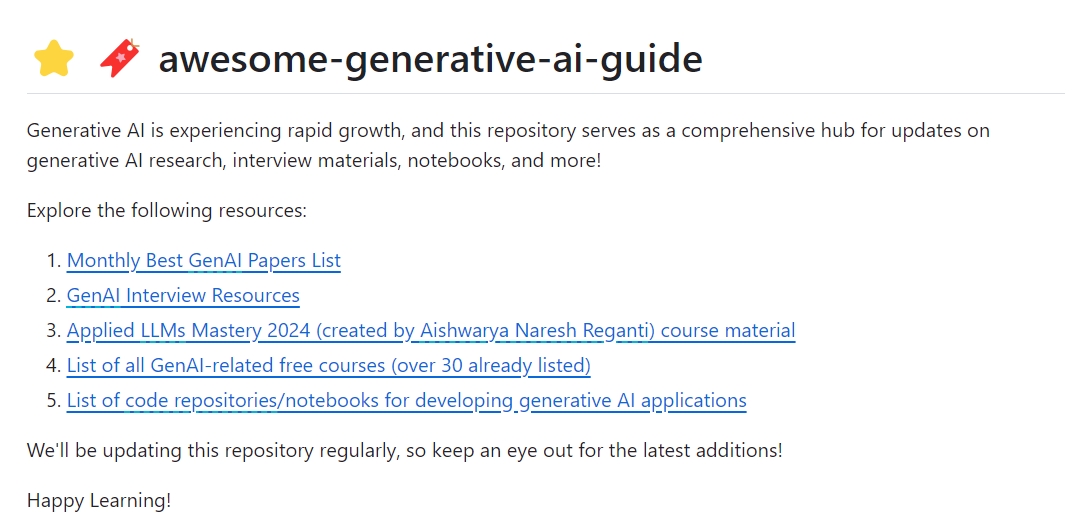 awesome-generative-ai-guide
Generative AI is experiencing rapid growth, and this repository serves as a comprehensive hub for updates on
generative AI research, interview materials, notebooks, and more!
Explore the following resources:
1. Monthly Best GenAI Papers List
2. GenAI Interview Resources
3. Applied LLMs Mastery 2024 (created by Aishwarya Naresh Reganti) course material
4. List of all GenAI-related free courses (over 30 already listed)
5. List of code repositories/notebooks for developing generative AI applications
We'll be updating this repository regularly, so keep an eye out for the latest additions!
Happy Learning!